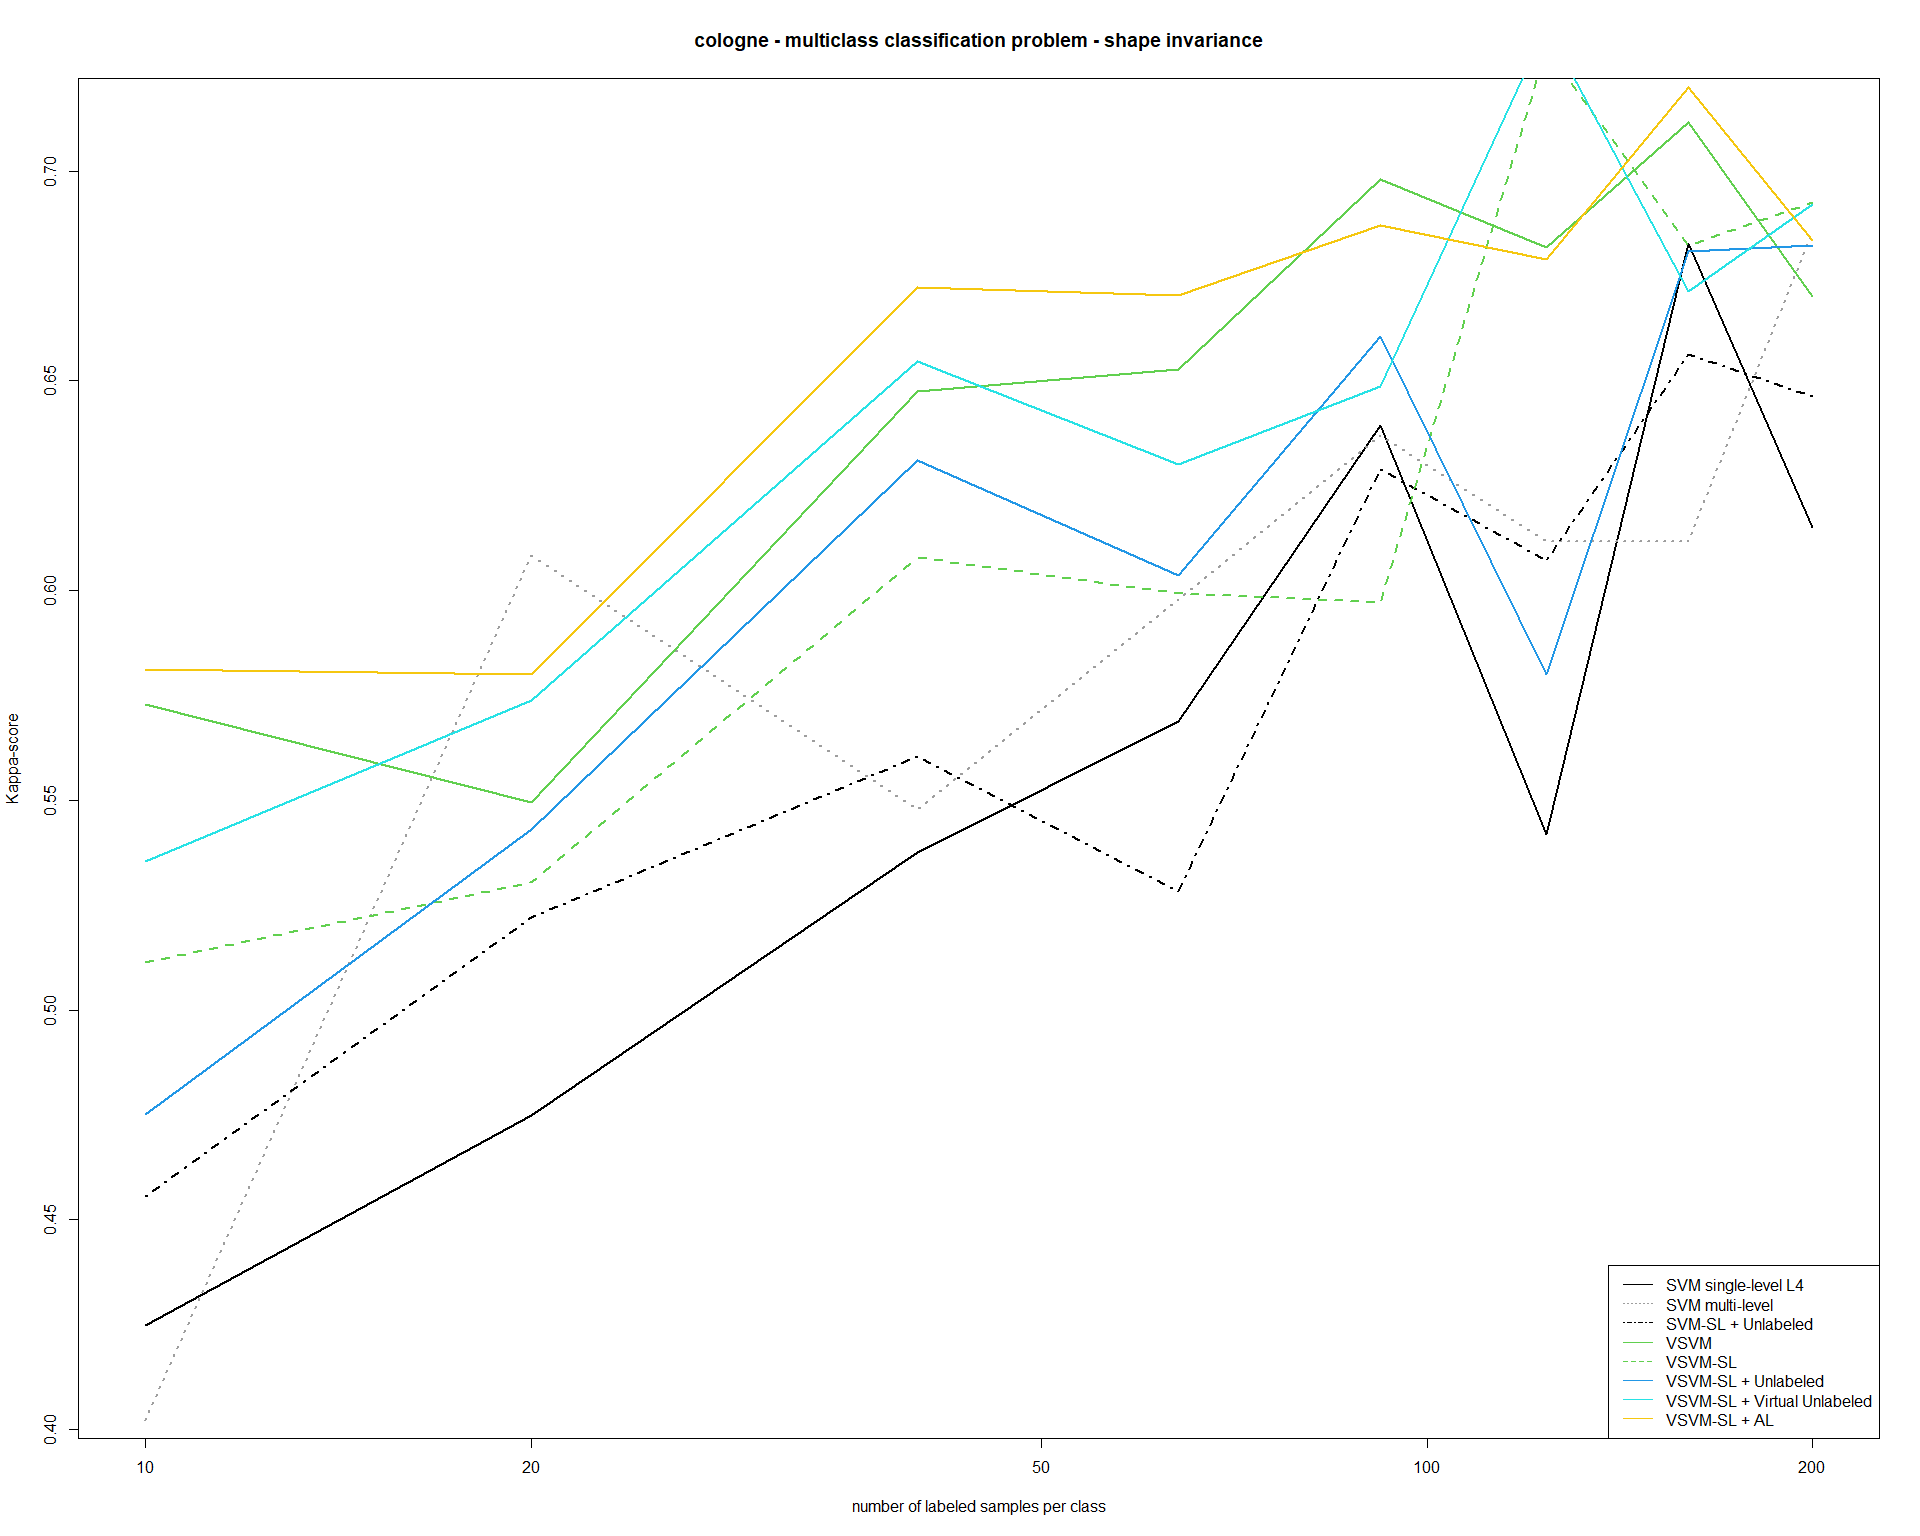 cologne - multiclass classification problem - shape invariance
Kappa-score
0.70
0.65
0.60
0.55
0.50
0.45
0.40
10 20 50 100 200
number of labeled samples per class
SVM single-level L4
SVM multi-level
SVM-SL + Unlabeled
VSVM
VSVM-SL
VSVM-SL + Unlabeled
VSVM-SL + Virtual Unlabeled
VSVM-SL + AL